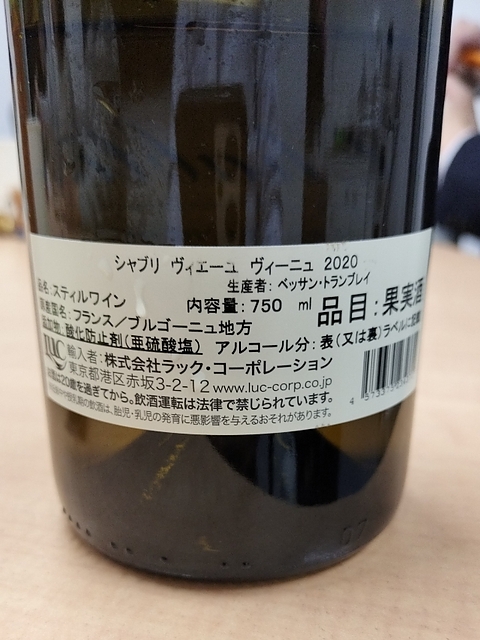 シャブリ ヴィエーユ ヴィーニュ 2020
生産者: ベッサン・トランブレイ
品名: スティルワイン
内容量: 750 ml
品目: 果実酒
原産国名: フランス/ブルゴーニュ地方
添加物: 酸化防止剤(亜硫酸塩) アルコール分: 表(又は裏)ラベルに記載
LUC
輸入者: 株式会社ラック・コーポレーション
東京都港区赤坂3-2-12 www.luc-corp.co.jp
飲酒は20歳を過ぎてから。飲酒運転は法律で禁じられています。
妊娠中や授乳期の飲酒は、胎児・乳児の発育に悪影響を与えるおそれがあります。